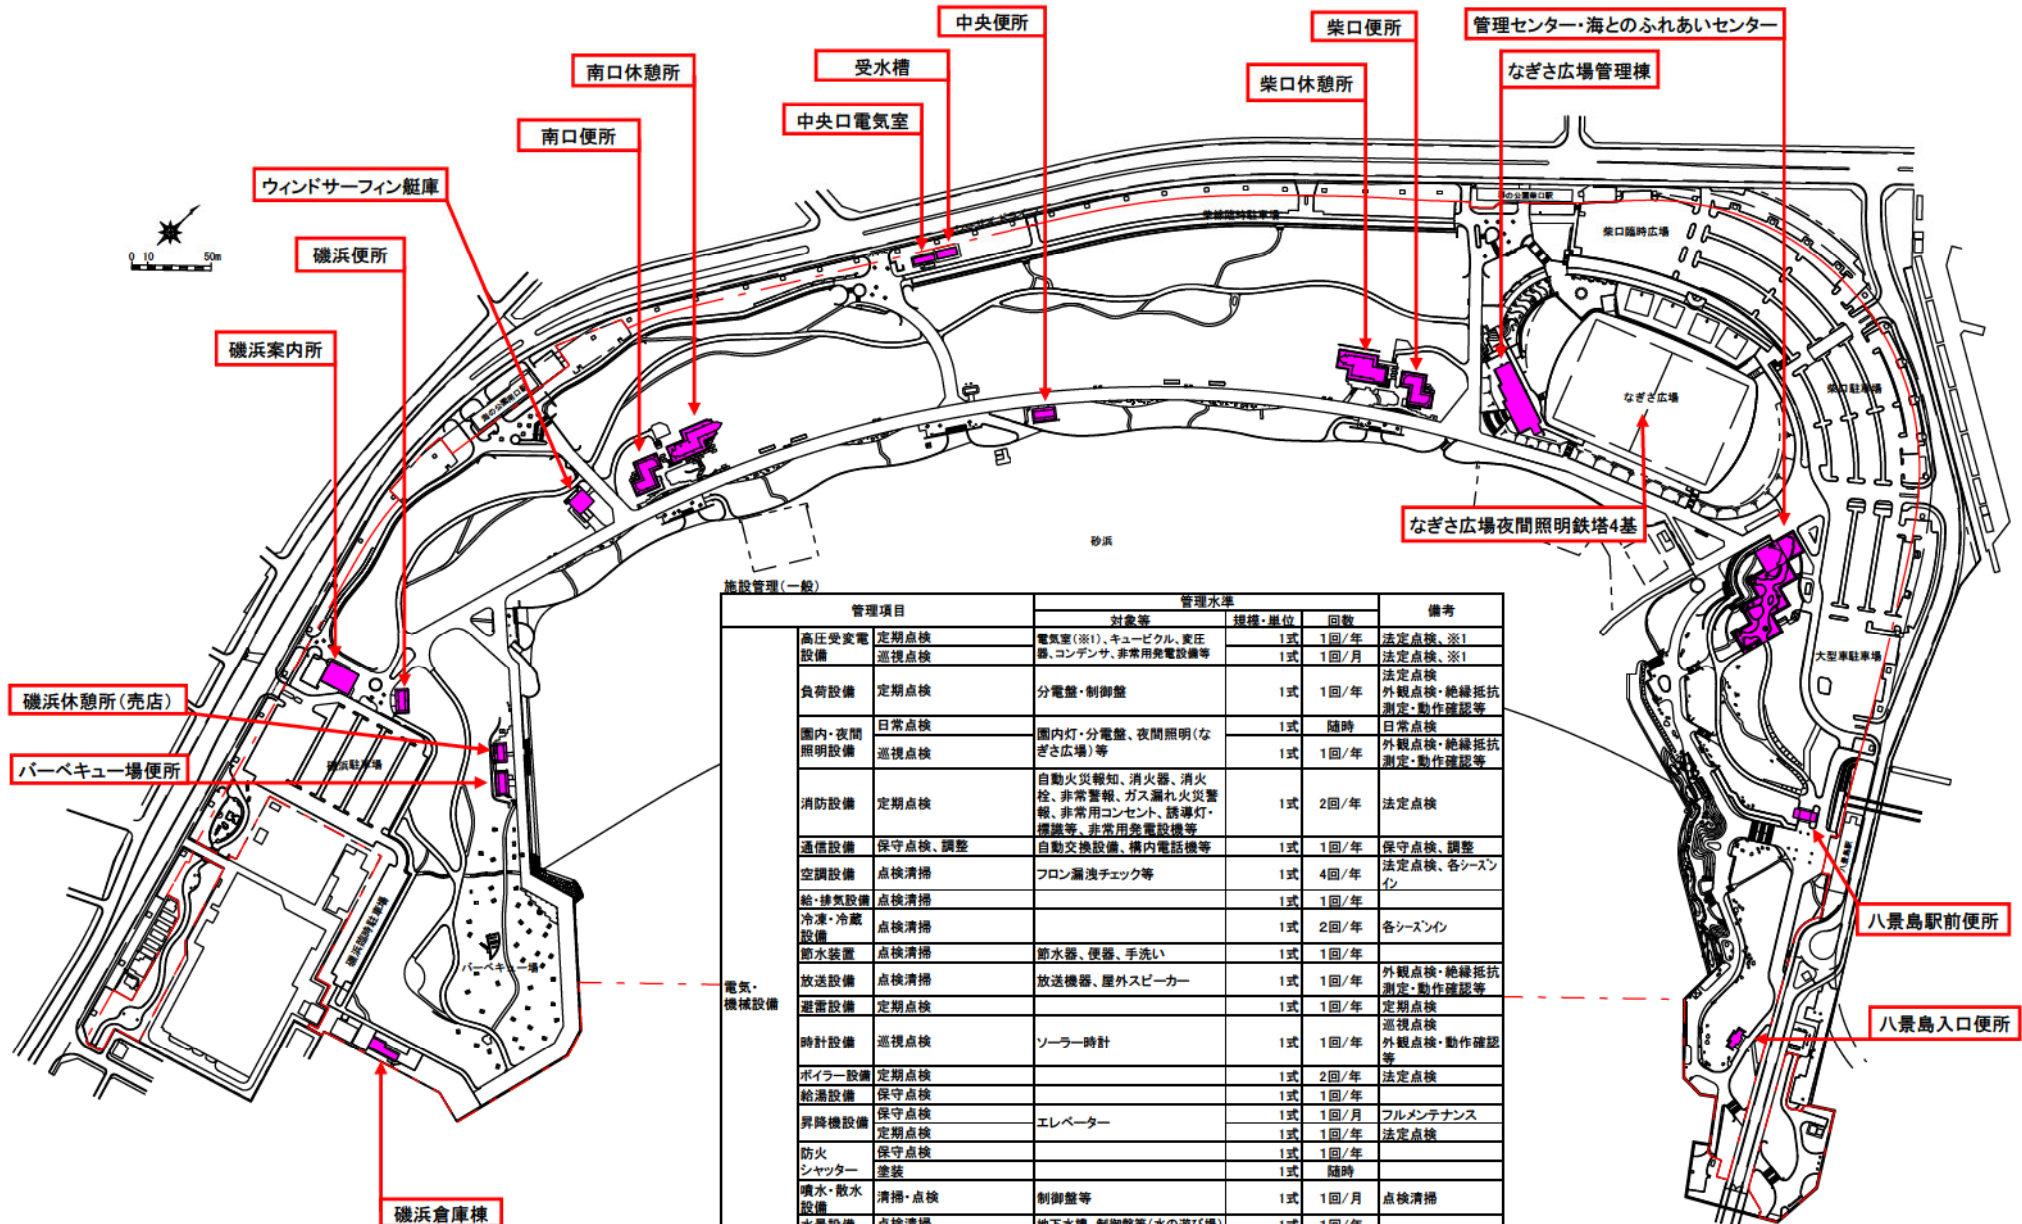 中央便所
柴口便所
管理センター・海とのふれあいセンター
南口休憩所
受水槽
柴口休憩所
なぎさ広場管理棟
中央口電気室
南口便所
ウィンドサーフィン艇庫
磯浜便所
0 10 50m
磯浜案内所
柴口臨時広場
柴口駐車場
なぎさ広場
なぎさ広場夜間照明鉄塔4基
砂浜
大型車駐車場
磯浜休憩所(売店)
バーベキュー場便所
磯浜駐車場
磯浜臨時駐車場
バーベキュー場
磯浜倉庫棟
八景島駅前便所
八景島入口便所
施設管理(一般)
管理項目 管理水準 備考
対象等 規模・単位 回数
電気・
機械設備
高圧受変電
設備
定期点検 電気室(※1)、キュービクル、変圧
器、コンデンサ、非常用発電設備等
1式 1回/年 法定点検、※1
巡視点検 1式 1回/月 法定点検、※1
負荷設備 定期点検 分電盤・制御盤 1式 1回/年 法定点検
外観点検・絶縁抵抗
測定・動作確認等
園内・夜間
照明設備
日常点検 園内灯・分電盤、夜間照明(な
ぎさ広場)等
1式 随時 日常点検
巡視点検 1式 1回/年 外観点検・絶縁抵抗
測定・動作確認等
消防設備 定期点検 自動火災報知、消火器、消火
栓、非常警報、ガス漏れ火災警
報、非常用コンセント、誘導灯・
標識等、非常用発電設機等
1式 2回/年 法定点検
通信設備 保守点検、調整 自動交換設備、構内電話機等 1式 1回/年 保守点検、調整
空調設備 点検清掃 フロン漏洩チェック等 1式 4回/年 法定点検、各シーズン
イン
給・排気設備 点検清掃 1式 1回/年
冷凍・冷蔵
設備
点検清掃 1式 2回/年 各シーズンイン
節水装置 点検清掃 節水器、便器、手洗い 1式 1回/年
放送設備 点検清掃 放送機器、屋外スピーカー 1式 1回/年 外観点検・絶縁抵抗
測定・動作確認等
避雷設備 定期点検 1式 1回/年 定期点検
時計設備 巡視点検 ソーラー時計 1式 1回/年 巡視点検
外観点検・動作確認
等
ボイラー設備 定期点検 1式 2回/年 法定点検
給湯設備 保守点検 1式 1回/年
昇降機設備 保守点検 エレベーター 1式 1回/月 フルメンテナンス
定期点検 1式 1回/年 法定点検
防火
シャッター
保守点検 1式 1回/年
塗装 1式 随時
噴水・散水
設備
清掃・点検 制御盤等 1式 1回/月 点検清掃